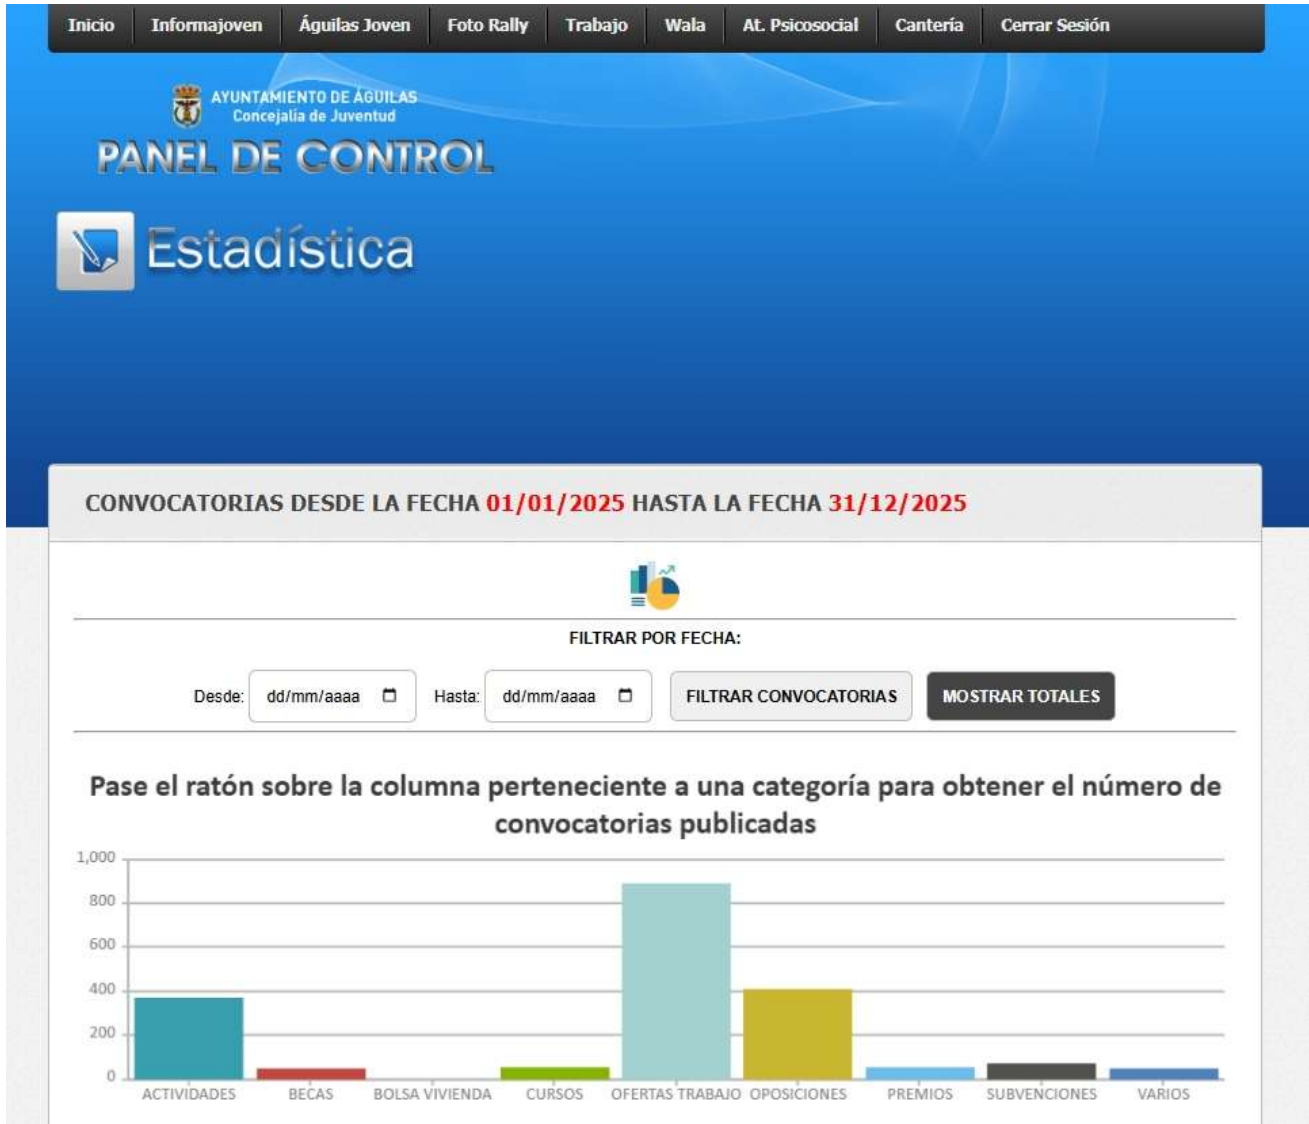 Inicio Informajoven Águilas Joven Foto Rally Trabajo Wala At. Psicosocial Cantería Cerrar Sesión
AYUNTAMIENTO DE ÁGUILAS
Concejalía de Juventud
PANEL DE CONTROL
Estadística
CONVOCATORIAS DESDE LA FECHA 01/01/2025 HASTA LA FECHA 31/12/2025
FILTRAR POR FECHA:
Desde: dd/mm/aaaa Hasta: dd/mm/aaaa FILTRAR CONVOCATORIAS MOSTRAR TOTALES
Pase el ratón sobre la columna perteneciente a una categoría para obtener el número de
convocatorias publicadas
1,000
800
600
400
200
0
ACTIVIDADES BECAS BOLSA VIVIENDA CURSOS OFERTAS TRABAJO OPOSICIONES PREMIOS SUBVENCIONES VARIOS